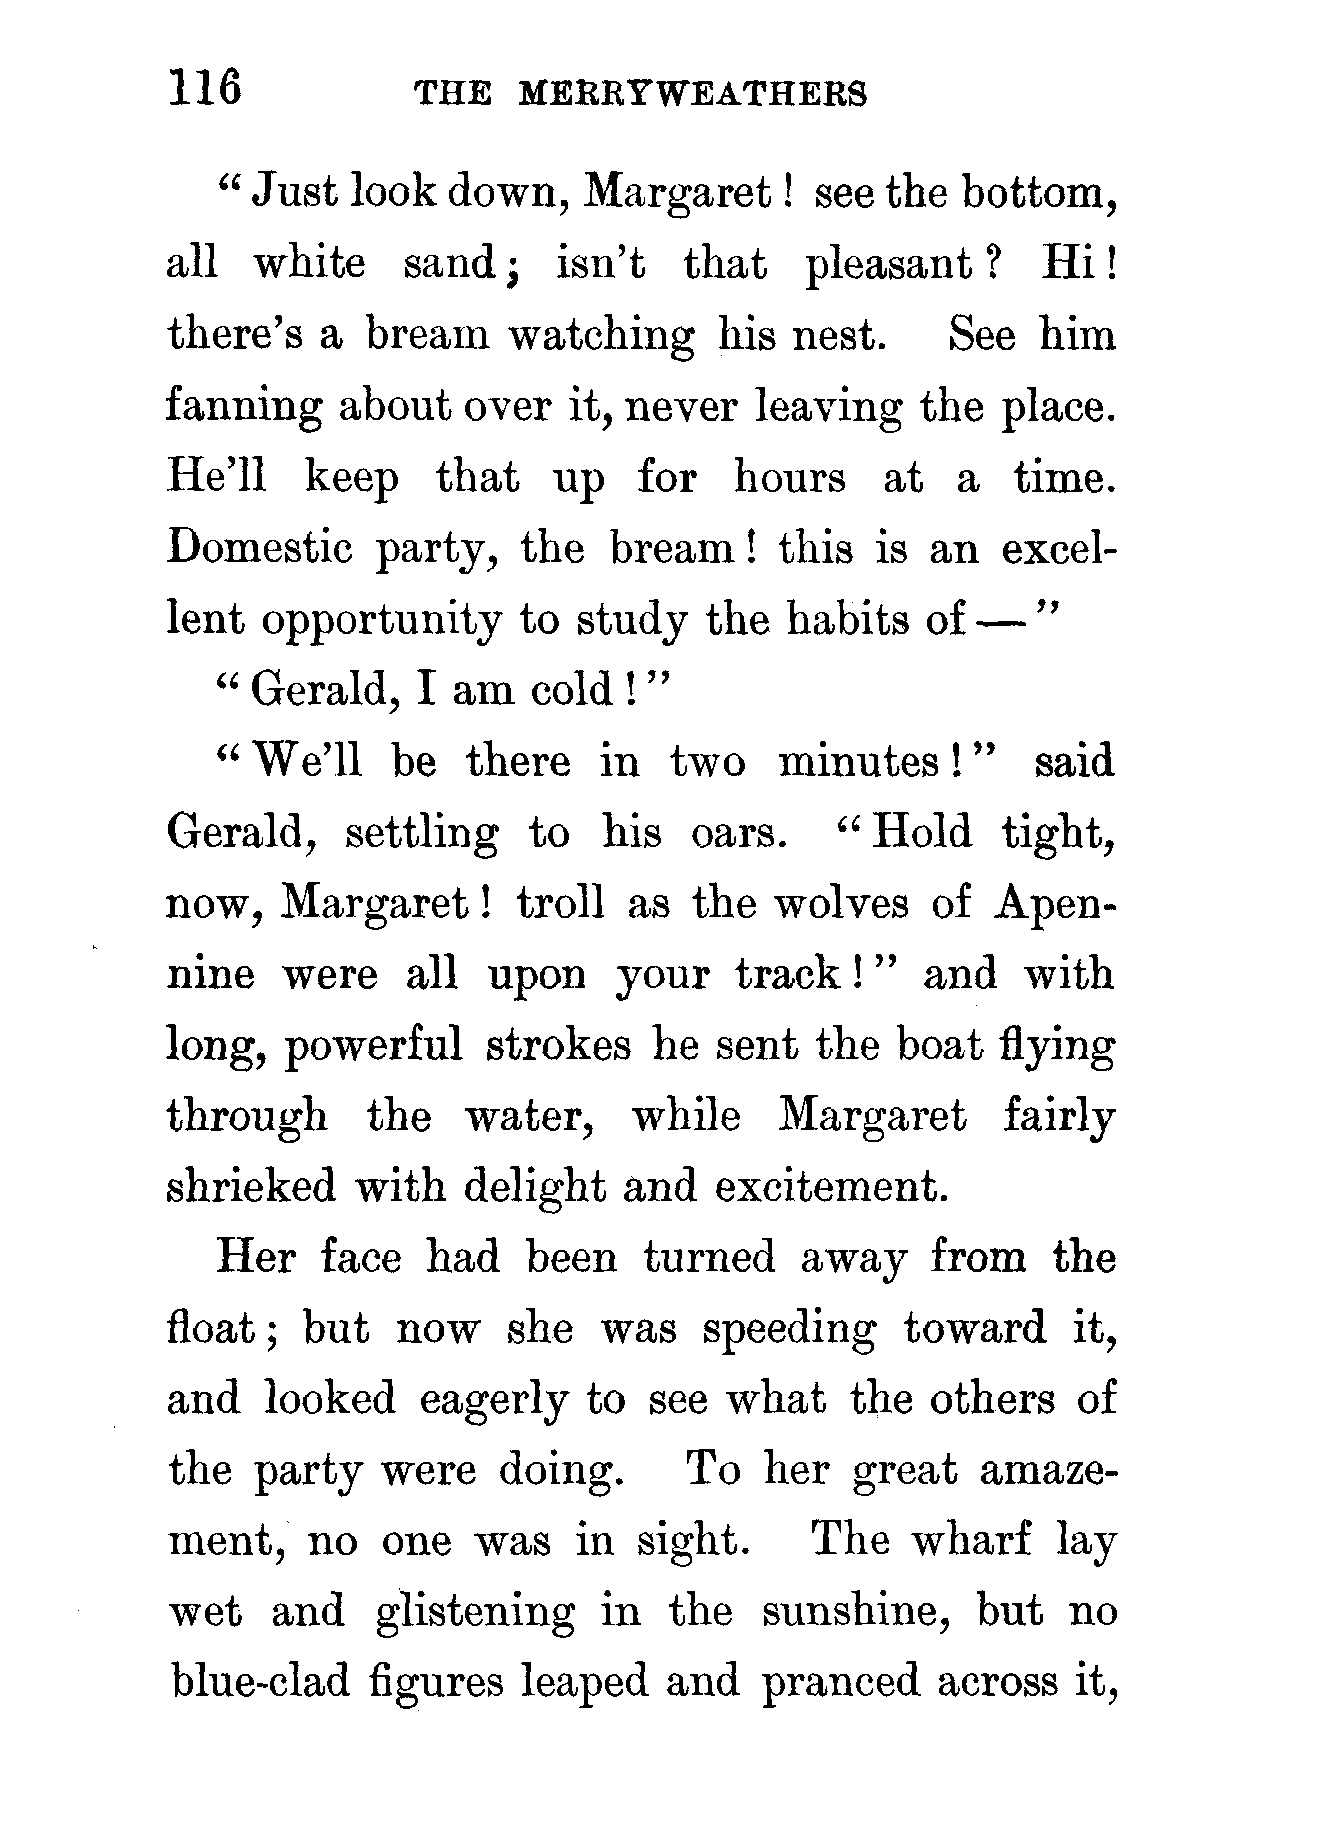 116 THE MERRYWEATHERS
“Just look down, Margaret! see the bottom,
all white sand; isn’t that pleasant? Hi!
there’s a bream watching his nest. See him
fanning about over it, never leaving the place.
He’ll keep that up for hours at a time.
Domestic party, the bream! this is an excel-
lent opportunity to study the habits of—”
“Gerald, I am cold!”
“We’ll be there in two minutes!” said
Gerald, settling to his oars. “Hold tight,
now, Margaret! troll as the wolves of Apen-
nine were all upon your track!” and with
long, powerful strokes he sent the boat flying
through the water, while Margaret fairly
shrieked with delight and excitement.
Her face had been turned away from the
float; but now she was speeding toward it,
and looked eagerly to see what the others of
the party were doing. To her great amaze-
ment, no one was in sight. The wharf lay
wet and glistening in the sunshine, but no
blue-clad figures leaped and pranced across it,